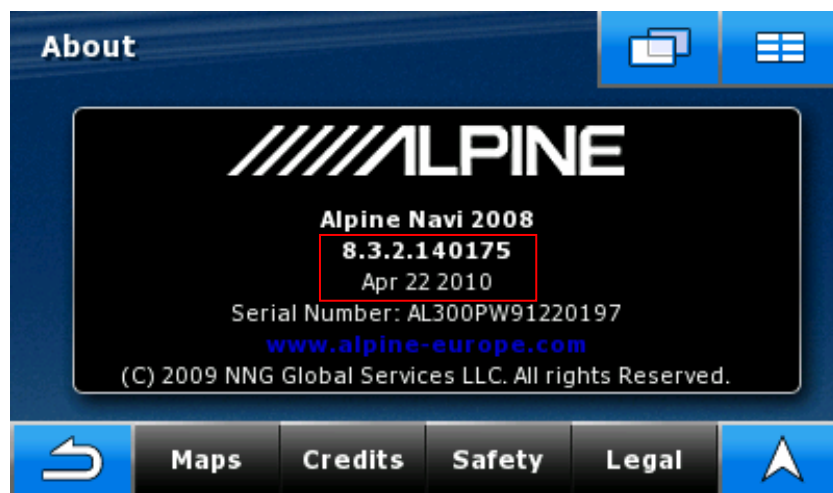 About
ALPINE
Alpine Navi 2008
8.3.2.140175
Apr 22 2010
Serial Number: AL300PW91220197
www.alpine-europe.com
(C) 2009 NNG Global Services LLC. All rights Reserved.
Maps Credits Safety Legal